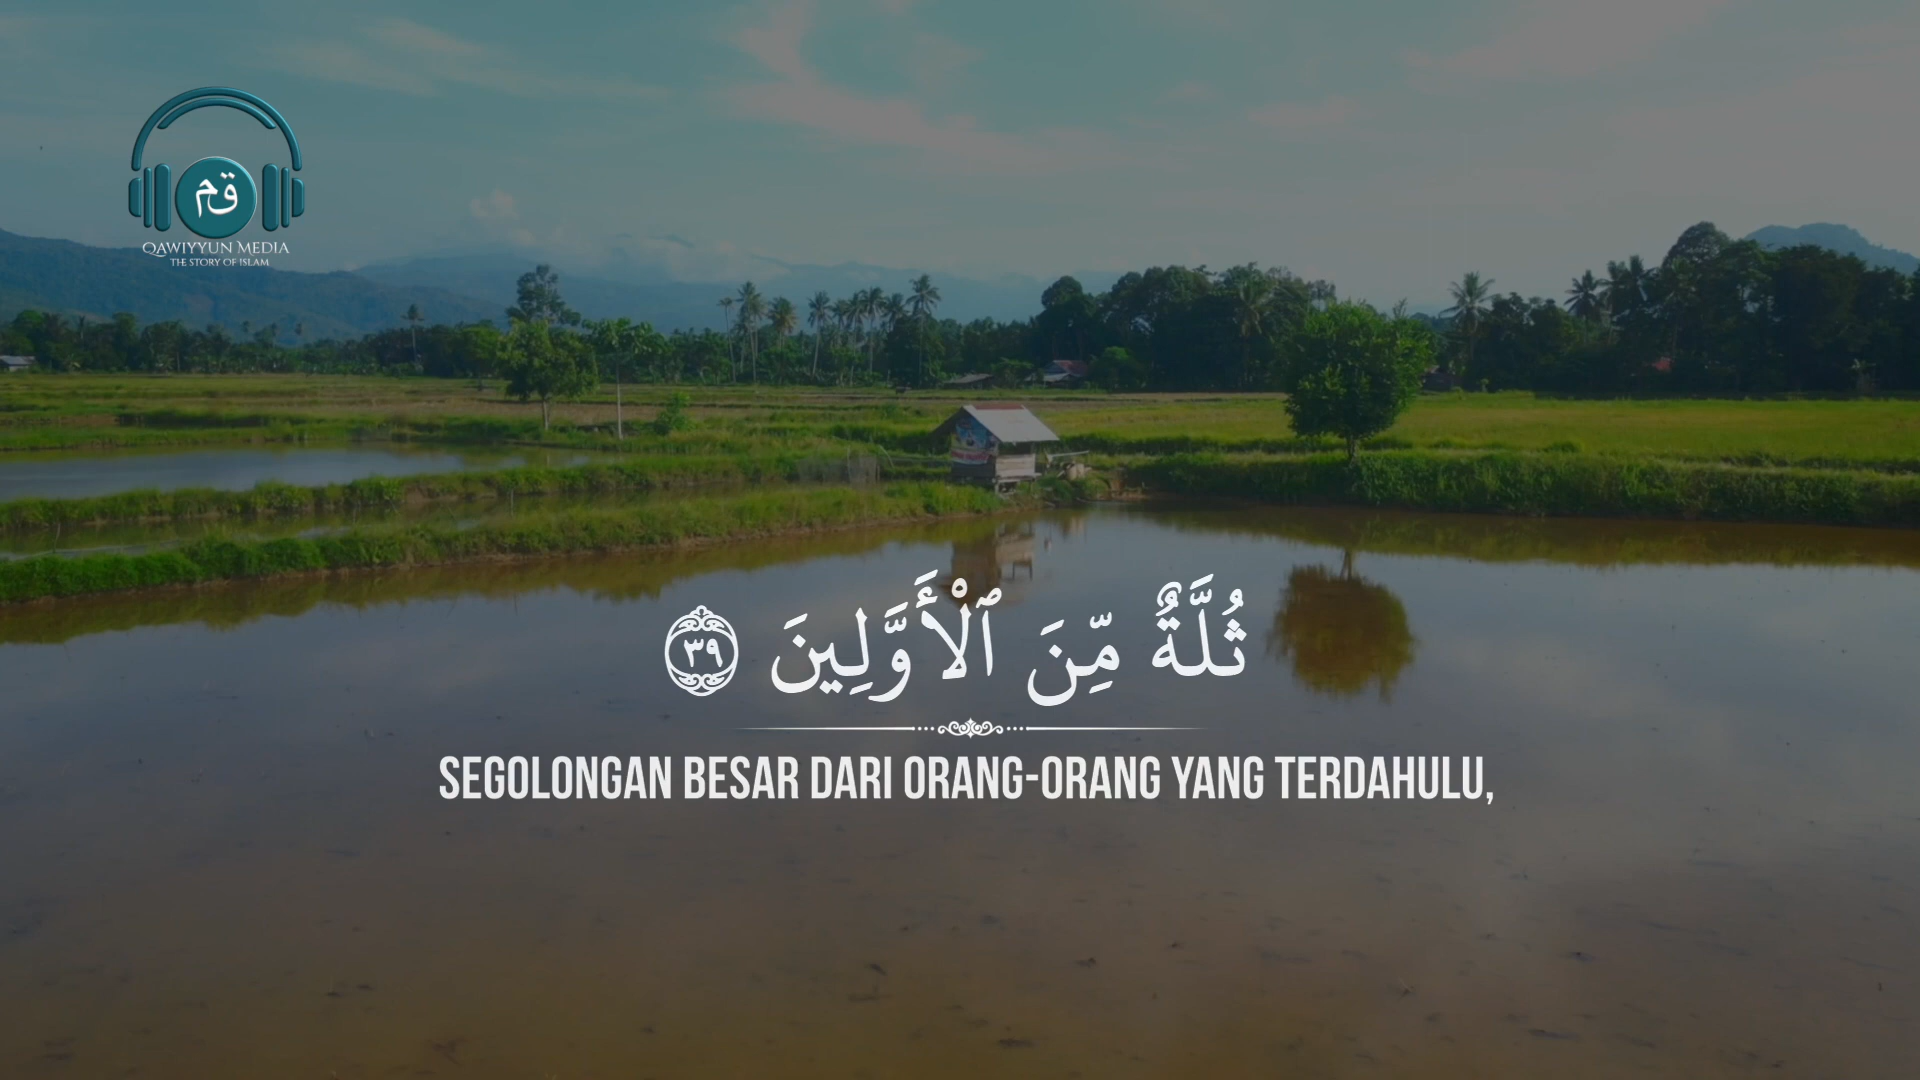 قم
QAWIYYUN MEDIA
THE STORY OF ISLAM
ثُلَّةٌ مِّنَ ٱلْأَوَّلِينَ ٣٩
SEGOLONGAN BESAR DARI ORANG-ORANG YANG TERDAHULU,